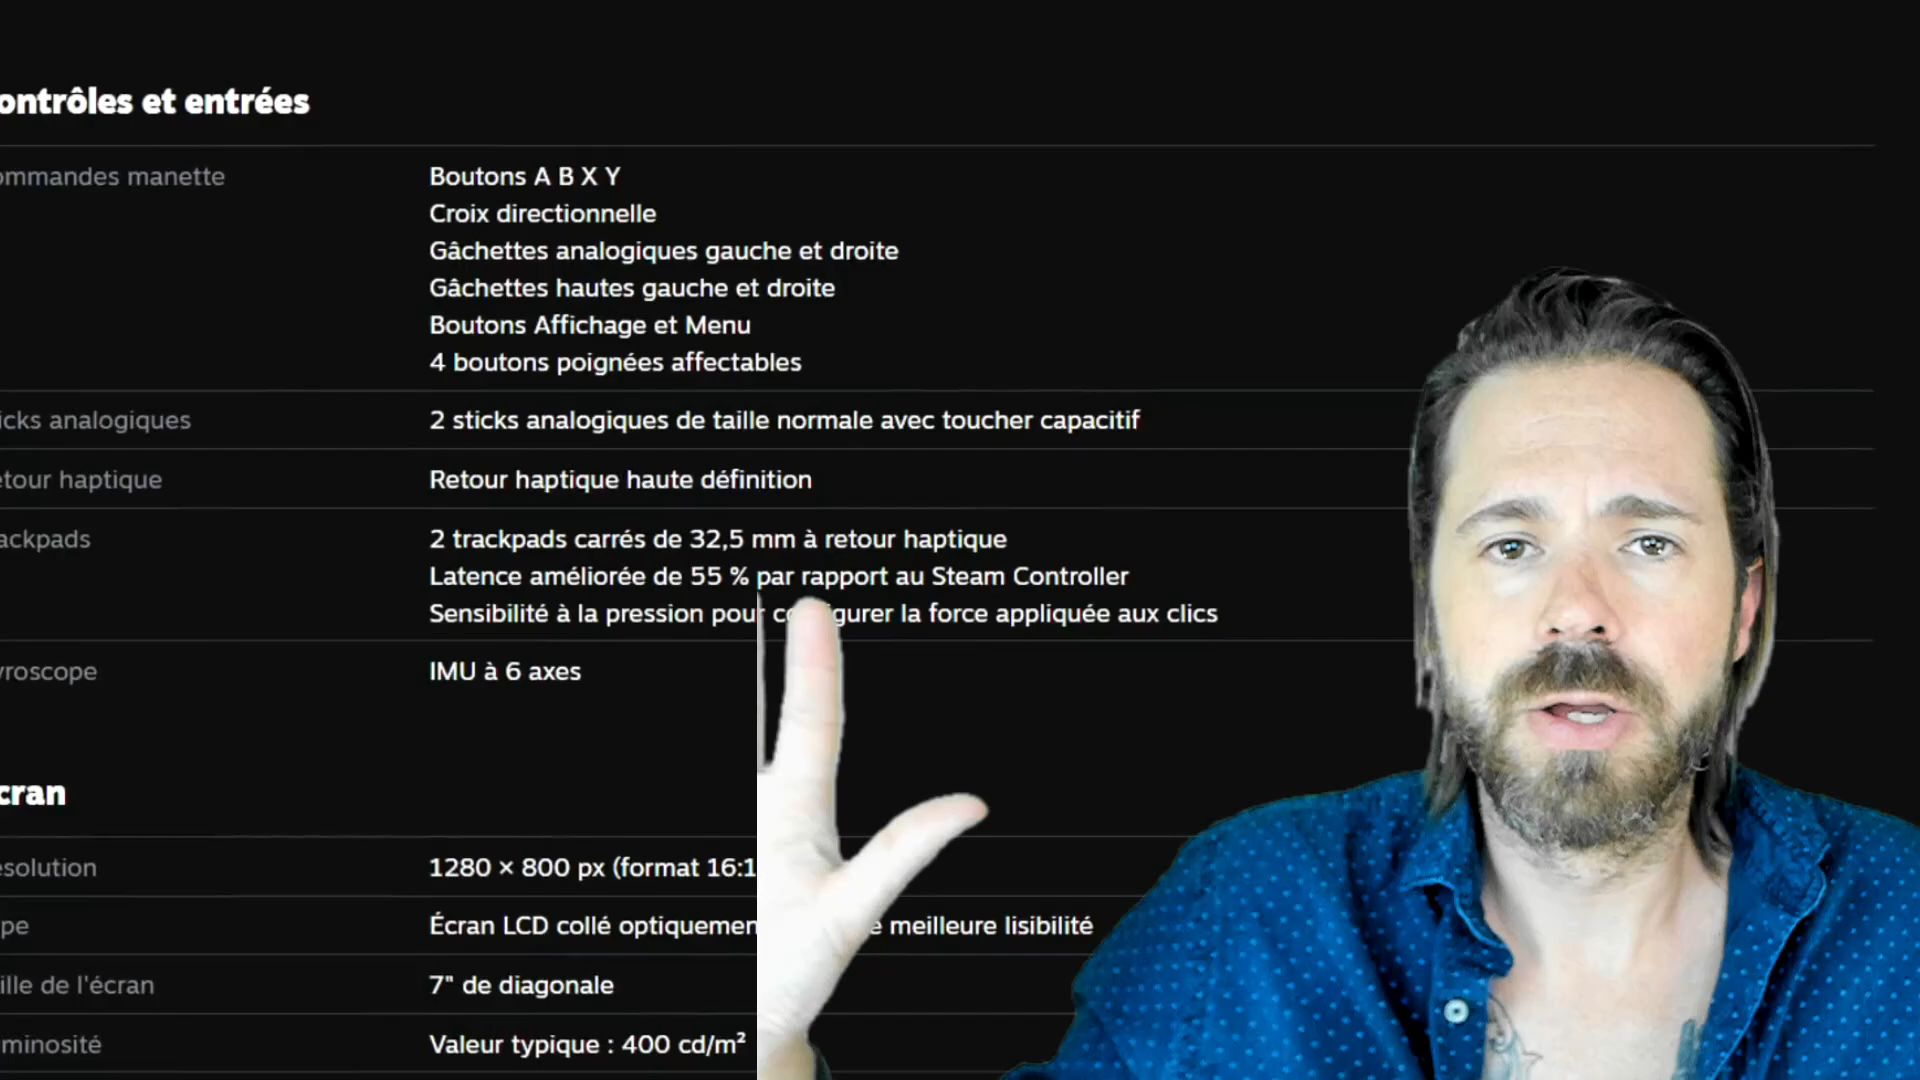 ontrôles et entrées
ommandes manette
Boutons A B X Y
Croix directionnelle
Gâchettes analogiques gauche et droite
Gâchettes hautes gauche et droite
Boutons Affichage et Menu
4 boutons poignées affectables
icks analogiques
2 sticks analogiques de taille normale avec toucher capacitif
etour haptique
Retour haptique haute définition
ackpads
2 trackpads carrés de 32,5 mm à retour haptique
Latence améliorée de 55 % par rapport au Steam Controller
Sensibilité à la pression pour co gurer la force appliquée aux clics
yroscope
IMU à 6 axes
cran
esolution
1280 × 800 px (format 16:1
pe
Écran LCD collé optiquemen e meilleure lisibilité
ille de l'écran
7" de diagonale
minosité
Valeur typique : 400 cd/m²